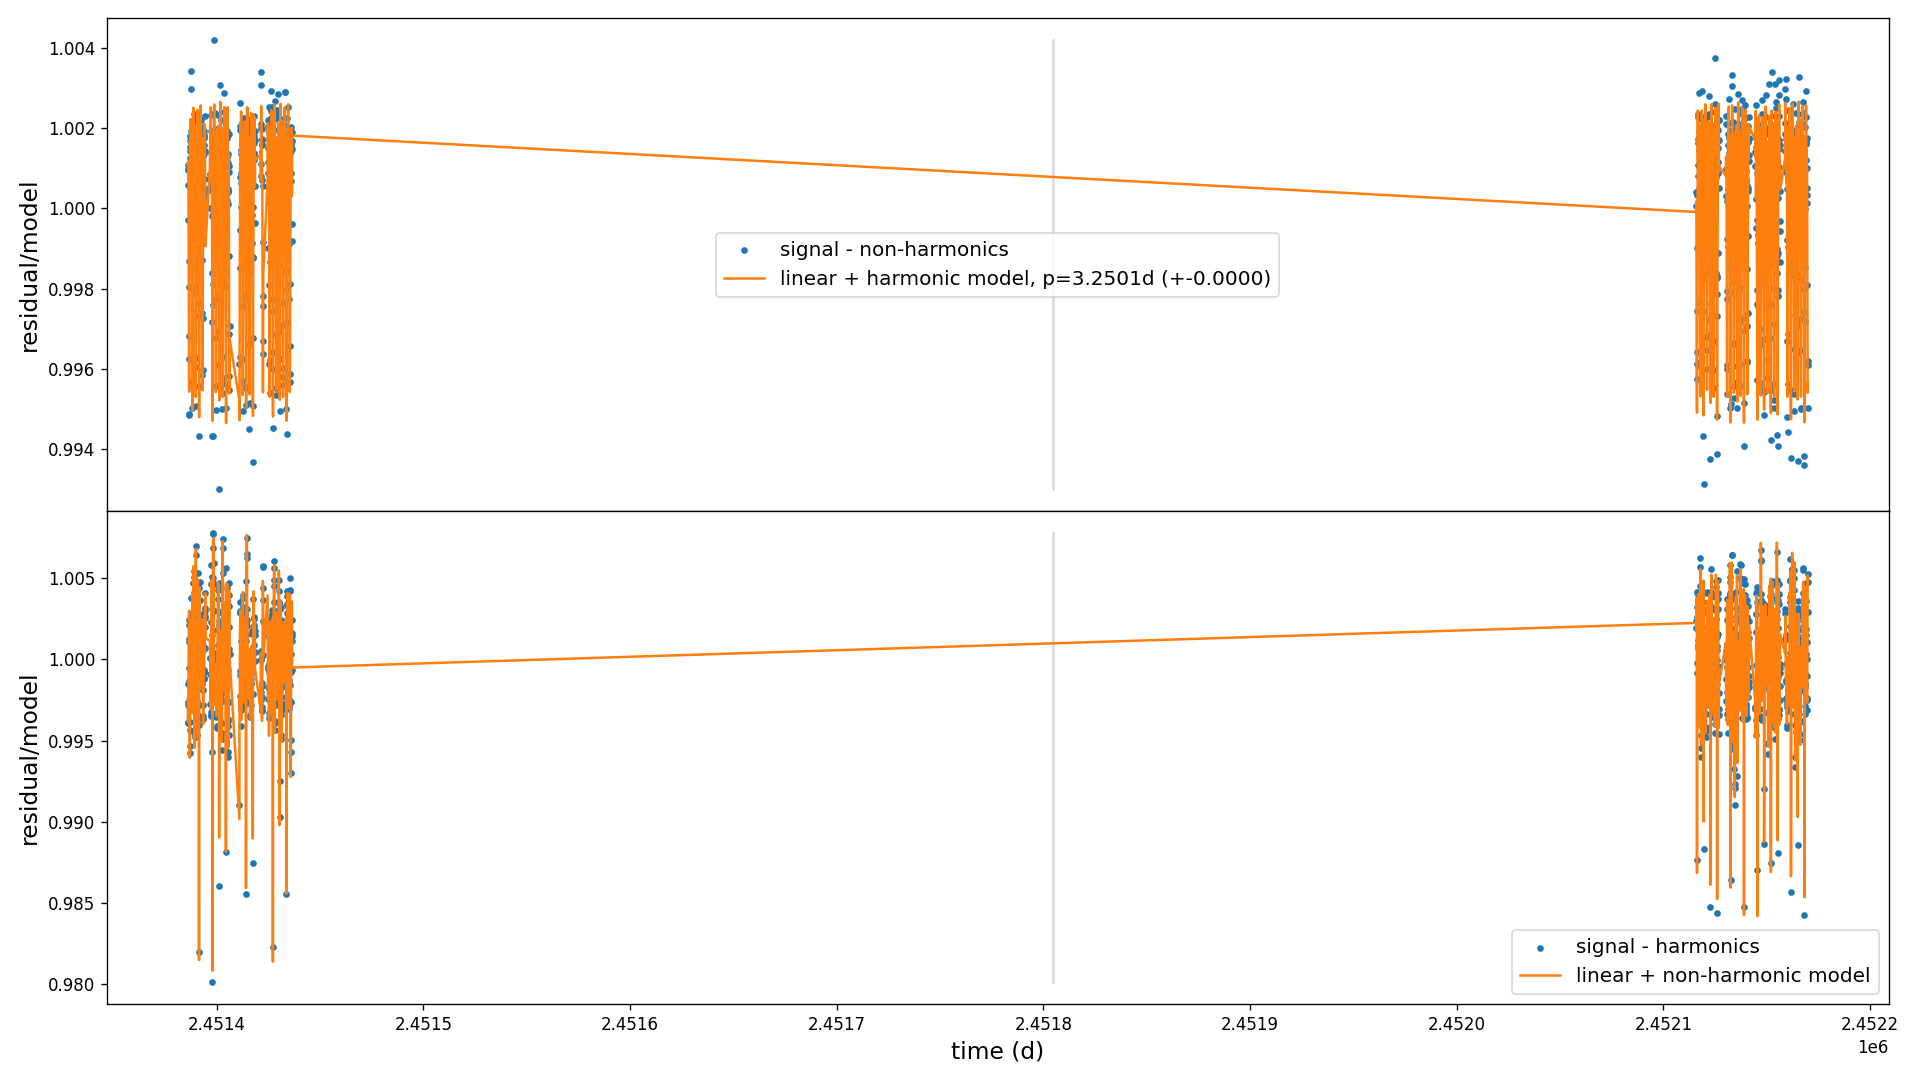 1.004
1.002
1.000
0.998
0.996
0.994
residual/model
signal - non-harmonics
linear + harmonic model, p=3.2501d (+-0.0000)
1.005
1.000
0.995
0.990
0.985
0.980
residual/model
signal - harmonics
linear + non-harmonic model
2.4514 2.4515 2.4516 2.4517 2.4518 2.4519 2.4520 2.4521 2.4522
1e6
time (d)